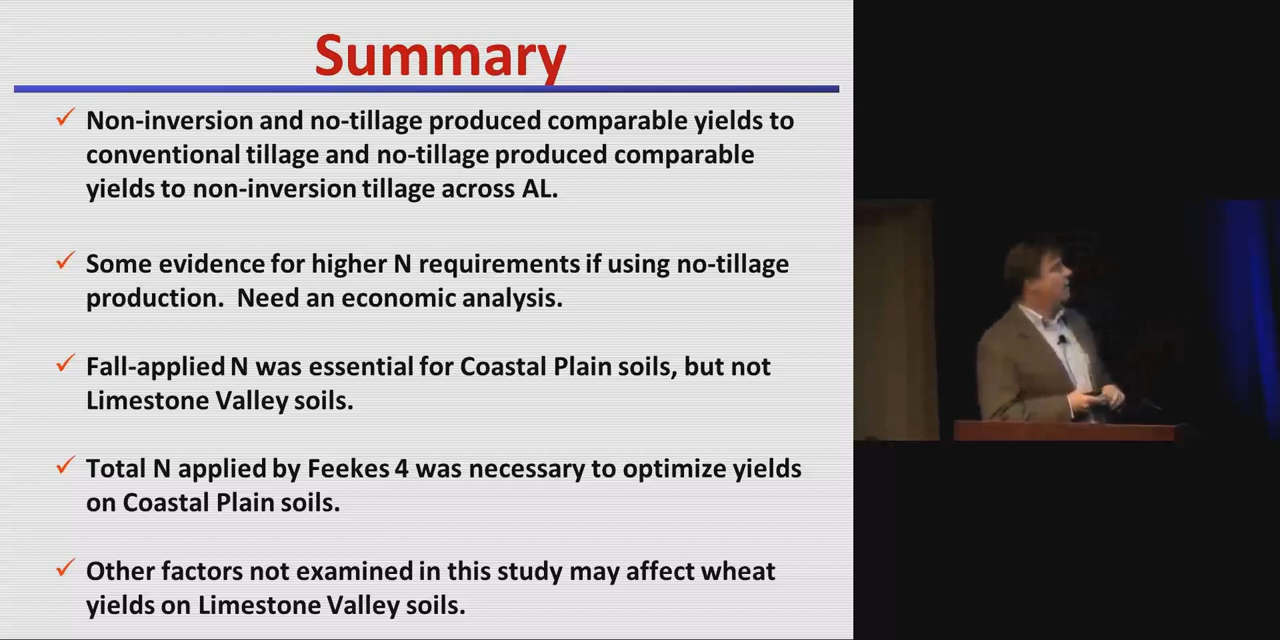 Summary
✓ Non-inversion and no-tillage produced comparable yields to
conventional tillage and no-tillage produced comparable
yields to non-inversion tillage across AL.
✓ Some evidence for higher N requirements if using no-tillage
production.  Need an economic analysis.
✓ Fall-applied N was essential for Coastal Plain soils, but not
Limestone Valley soils.
✓ Total N applied by Feekes 4 was necessary to optimize yields
on Coastal Plain soils.
✓ Other factors not examined in this study may affect wheat
yields on Limestone Valley soils.